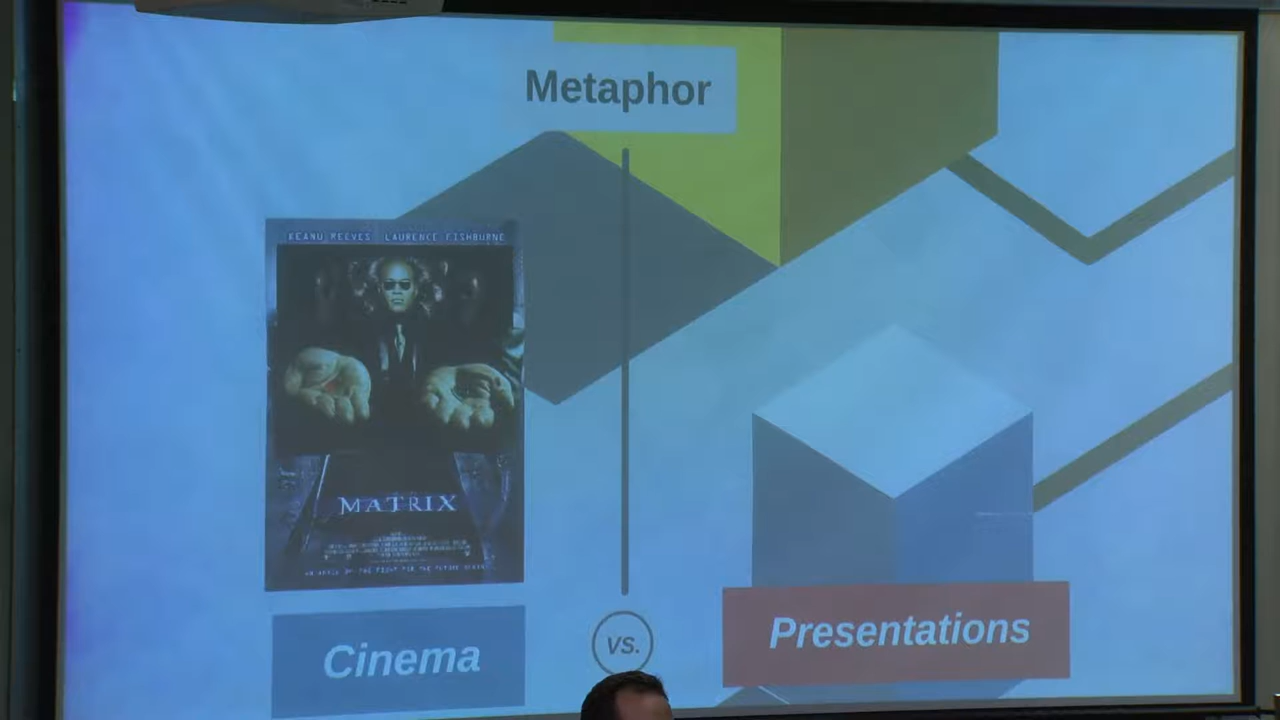 Metaphor
KEANU REEVES LAURENCE FISHBURNE
MATRIX
Cinema
vs.
Presentations